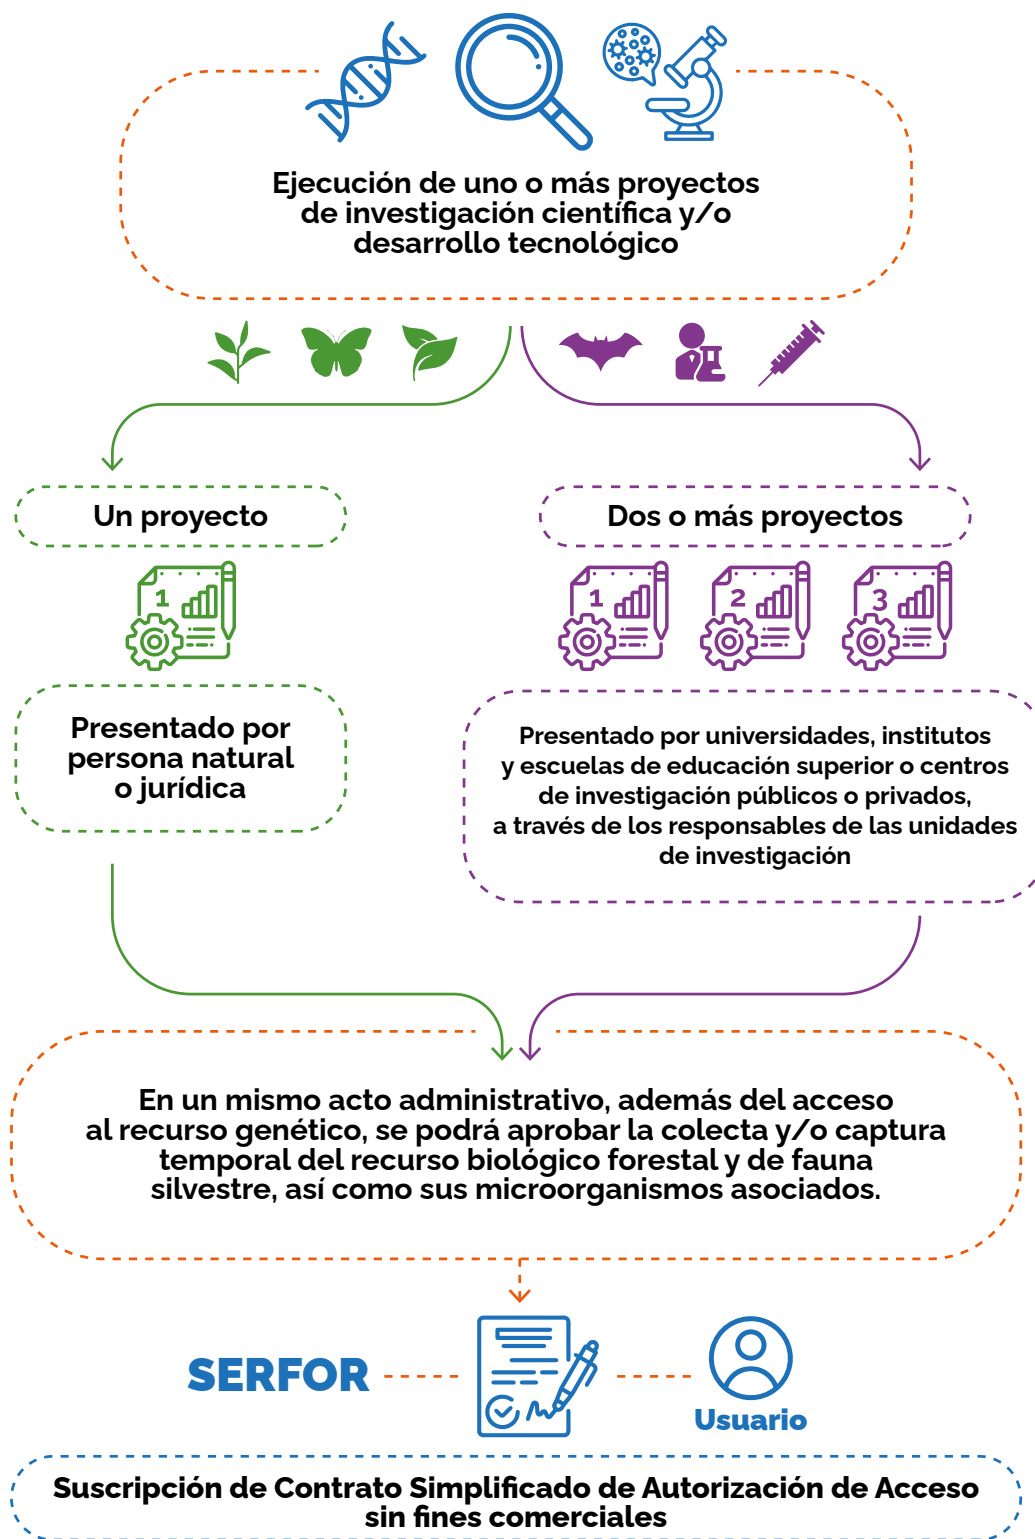 Ejecución de uno o más proyectos
de investigación científica y/o
desarrollo tecnológico
Un proyecto
Dos o más proyectos
1
1
2
3
Presentado por
persona natural
o jurídica
Presentado por universidades, institutos
y escuelas de educación superior o centros
de investigación públicos o privados,
a través de los responsables de las unidades
de investigación
En un mismo acto administrativo, además del acceso
al recurso genético, se podrá aprobar la colecta y/o captura
temporal del recurso biológico forestal y de fauna
silvestre, así como sus microorganismos asociados.
SERFOR
Usuario
Suscripción de Contrato Simplificado de Autorización de Acceso
sin fines comerciales